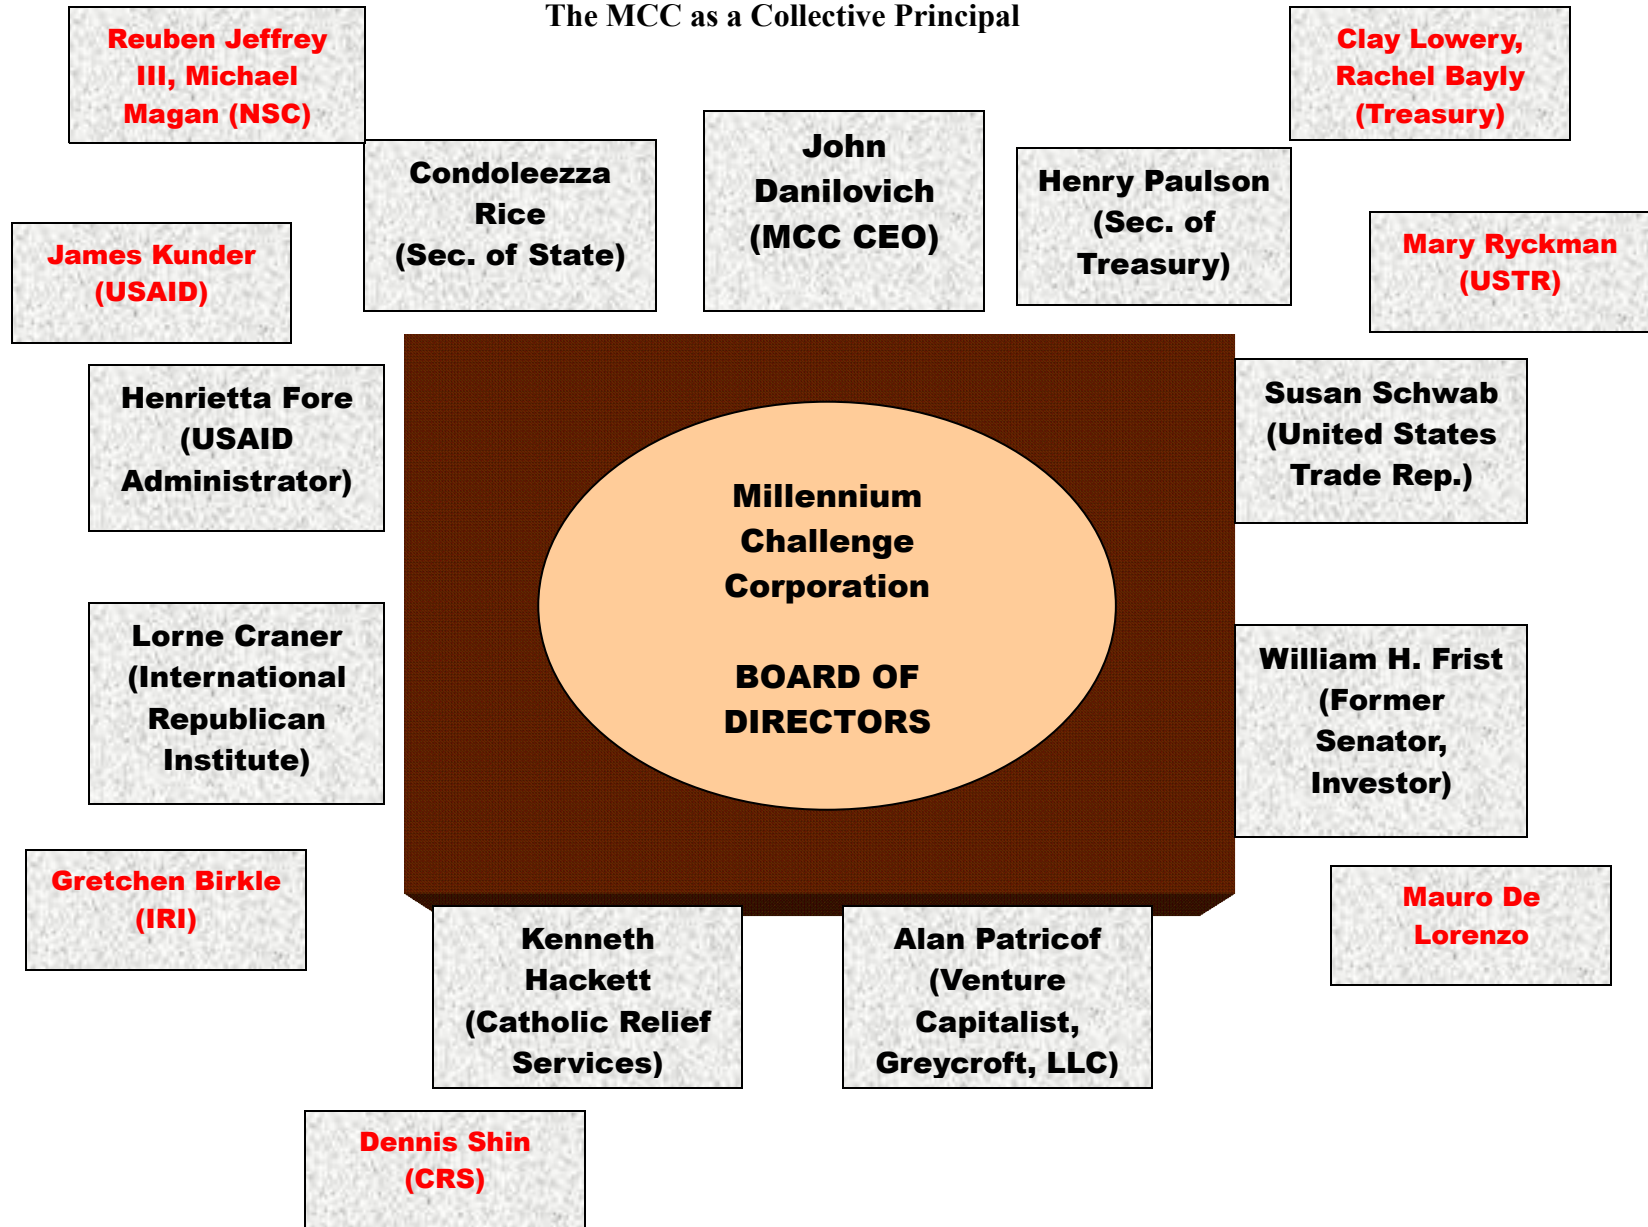 The MCC as a Collective Principal
Reuben Jeffrey
III, Michael
Magan (NSC)
Clay Lowery,
Rachel Bayly
(Treasury)
Condoleezza
Rice
(Sec. of State)
John
Danilovich
(MCC CEO)
Henry Paulson
(Sec. of
Treasury)
James Kunder
(USAID)
Mary Ryckman
(USTR)
Henrietta Fore
(USAID
Administrator)
Susan Schwab
(United States
Trade Rep.)
Millennium
Challenge
Corporation
BOARD OF
DIRECTORS
Lorne Craner
(International
Republican
Institute)
William H. Frist
(Former
Senator,
Investor)
Gretchen Birkle
(IRI)
Mauro De
Lorenzo
Kenneth
Hackett
(Catholic Relief
Services)
Alan Patricof
(Venture
Capitalist,
Greycroft, LLC)
Dennis Shin
(CRS)